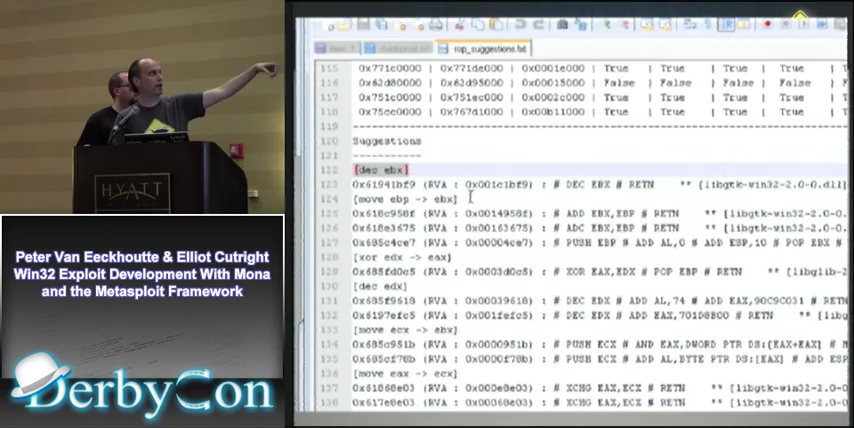 HYATT
Peter Van Eeckhoutte & Elliot Cutright
Win32 Exploit Development With Mona
and the Metasploit Framework
DerbyCon
rop_suggestions.txt
115 0x771c0000 | 0x771de000 | 0x0001e000 | True | True | True | True
116 0x62d80000 | 0x62d95000 | 0x00015000 | False | False | False | False
117 0x751c0000 | 0x751ec000 | 0x0002c000 | True | True | True | True
118 0x75cc0000 | 0x767d1000 | 0x00b11000 | True | True | True | True
119
120 Suggestions
121 -----------
122 [dec ebx]
123 0x61941bf9 (RVA : 0x001c1bf9) : # DEC EBX # RETN ** [libgtk-win32-2.0-0.dll]
124 [move ebp -> ebx]
125 0x618c958f (RVA : 0x0014958f) : # ADD EBX,EBP # RETN ** [libgtk-win32-2.0-0.
126 0x618e3675 (RVA : 0x00163675) : # ADC EBX,EBP # RETN ** [libgtk-win32-2.0-0.
127 0x685c4ce7 (RVA : 0x00004ce7) : # PUSH EBP # ADD AL,0 # ADD ESP,10 # POP EBX #
128 [xor edx -> eax]
129 0x685fd0c5 (RVA : 0x0003d0c5) : # XOR EAX,EDX # POP EBP # RETN ** [libglib-2
130 [dec edx]
131 0x685f9618 (RVA : 0x00039618) : # DEC EDX # ADD AL,74 # ADD EAX,90C9C031 # RETN
132 0x6197efc5 (RVA : 0x001fefc5) : # DEC EDX # ADD EAX,701D8B00 # RETN ** [libg
133 [move ecx -> ebx]
134 0x685c951b (RVA : 0x0000951b) : # PUSH ECX # AND EAX,DWORD PTR DS:[EAX+EAX] #
135 0x685cf78b (RVA : 0x0000f78b) : # PUSH ECX # ADD AL,BYTE PTR DS:[EAX] # ADD ESP
136 [move eax -> ecx]
137 0x61868e03 (RVA : 0x000e8e03) : # XCHG EAX,ECX # RETN ** [libgtk-win32-2.0-0
138 0x617e8e03 (RVA : 0x00068e03) : # XCHG EAX,ECX # RETN ** [libgtk-win32-2.0-0